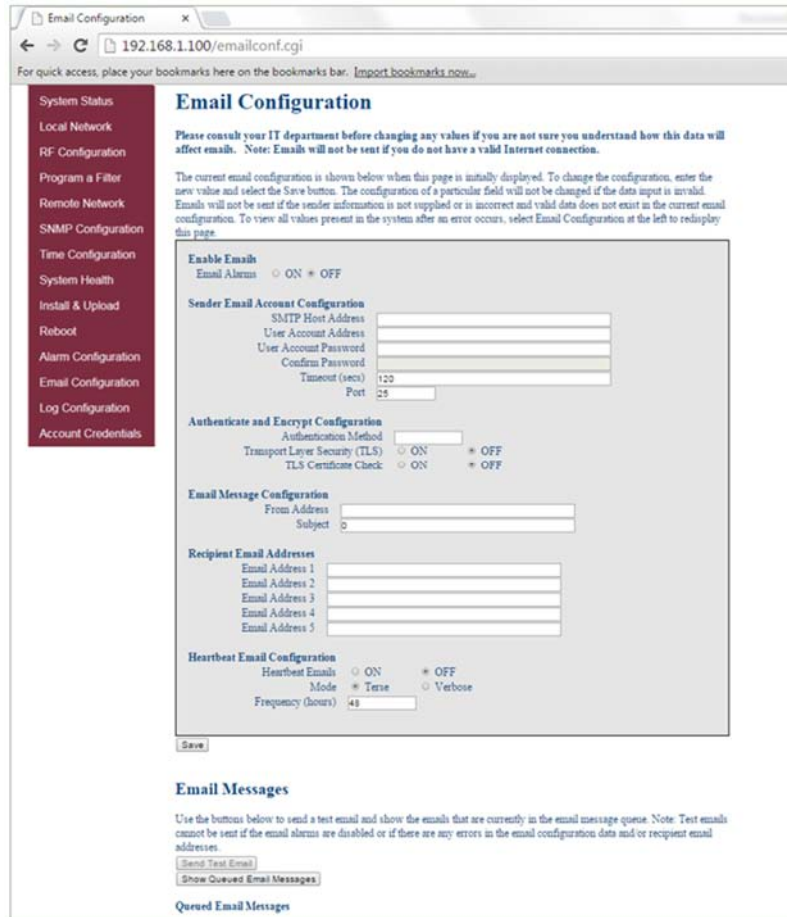 Email Configuration
192.168.1.100/emailconf.cgi
For quick access, place your bookmarks here on the bookmarks bar. Import bookmarks now...
System Status
Local Network
RF Configuration
Program a Filter
Remote Network
SNMP Configuration
Time Configuration
System Health
Install & Upload
Reboot
Alarm Configuration
Email Configuration
Log Configuration
Account Credentials
Email Configuration
Please consult your IT department before changing any values if you are not sure you understand how this data will
affect emails. Note: Emails will not be sent if you do not have a valid Internet connection.
The current email configuration is shown below when this page is initially displayed. To change the configuration, enter the
new value and select the Save button. The configuration of a particular field will not be changed if the data input is invalid.
Emails will not be sent if the sender information is not supplied or is incorrect and valid data does not exist in the current email
configuration. To view all values present in the system after an error occurs, select Email Configuration at the left to redisplay
this page.
Enable Emails
Email Alarms ON OFF
Sender Email Account Configuration
SMTP Host Address
User Account Address
User Account Password
Confirm Password
Timeout (secs) 120
Port 25
Authenticate and Encrypt Configuration
Authentication Method
Transport Layer Security (TLS) ON OFF
TLS Certificate Check ON OFF
Email Message Configuration
From Address
Subject 0
Recipient Email Addresses
Email Address 1
Email Address 2
Email Address 3
Email Address 4
Email Address 5
Heartbeat Email Configuration
Heartbeat Emails ON OFF
Mode Terse Verbose
Frequency (hours) 48
Save
Email Messages
Use the buttons below to send a test email and show the emails that are currently in the email message queue. Note: Test emails
cannot be sent if the email alarms are disabled or if there are any errors in the email configuration data and/or recipient email
addresses.
Send Test Email
Show Queued Email Messages
Queued Email Messages